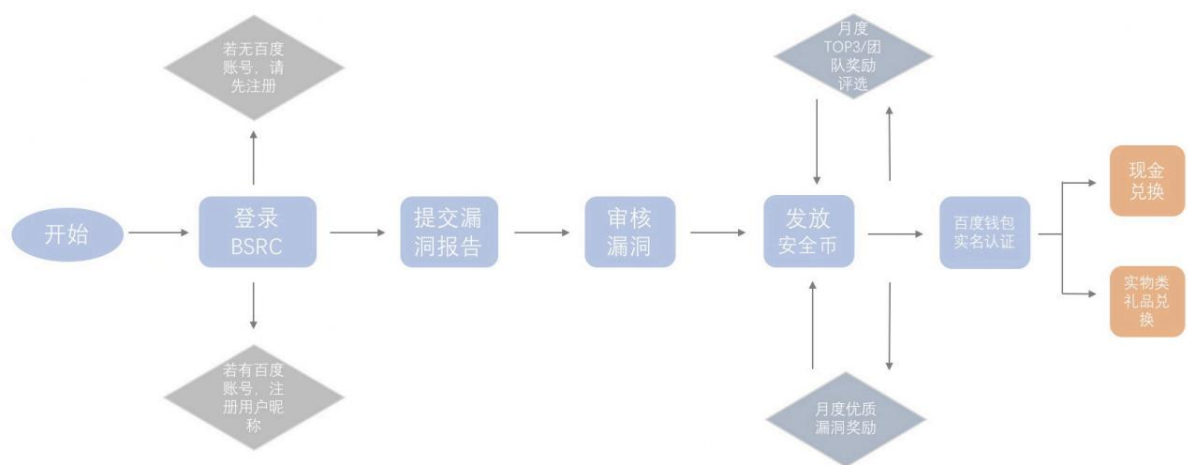 若无百度
账号，请
先注册
月度
TOP3/团
队奖励
评选
开始
登录
BSRC
提交漏
洞报告
审核
漏洞
发放
安全币
百度钱包
实名认证
现金
兑换
实物类
礼品兑
换
若有百度
账号，注
册用户昵
称
月度优质
漏洞奖励